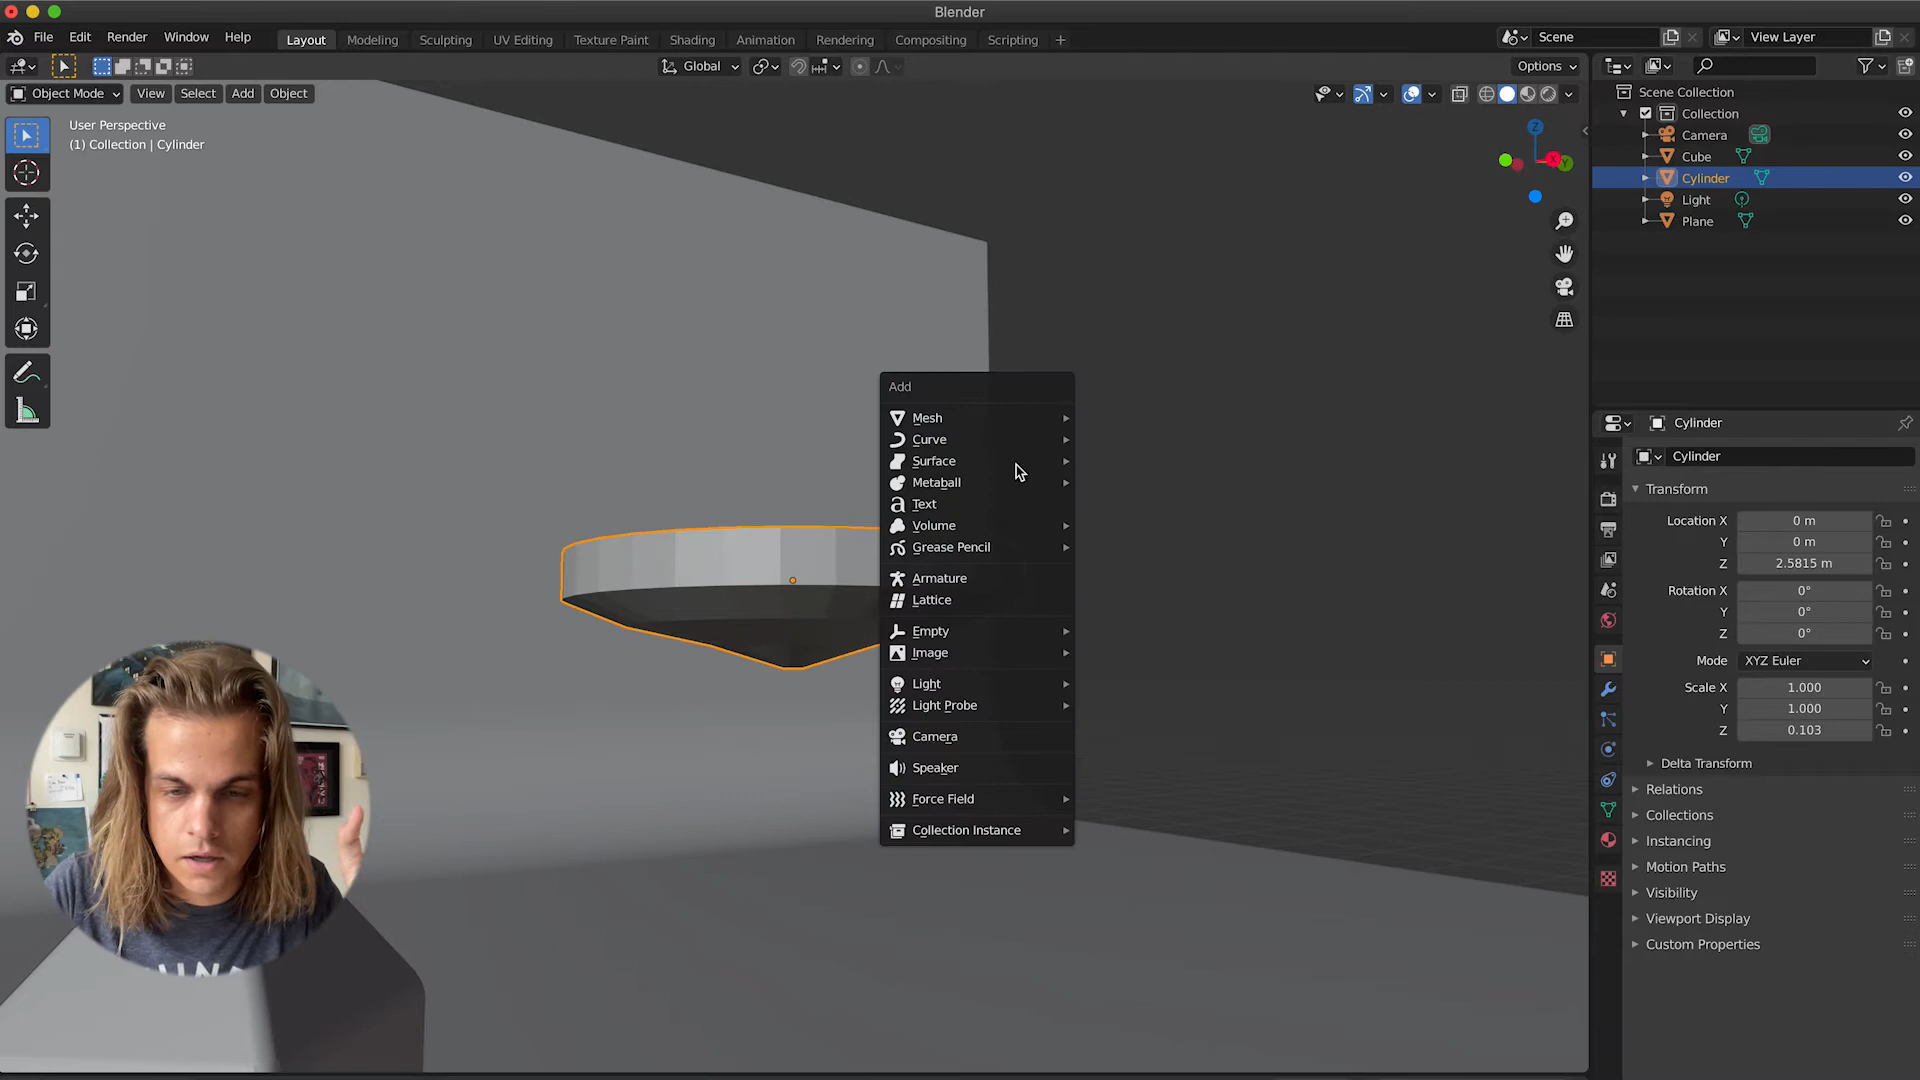 Blender
File Edit Render Window Help
Layout Modeling Sculpting UV Editing Texture Paint Shading Animation Rendering Compositing Scripting +
Scene
View Layer
Global
Options
Object Mode View Select Add Object
User Perspective
(1) Collection | Cylinder
Z
X
Y
Scene Collection
Collection
Camera
Cube
Cylinder
Light
Plane
Add
Mesh
Curve
Surface
Metaball
Text
Volume
Grease Pencil
Armature
Lattice
Empty
Image
Light
Light Probe
Camera
Speaker
Force Field
Collection Instance
Cylinder
Cylinder
Transform
Location X 0 m
Y 0 m
Z 2.5815 m
Rotation X 0°
Y 0°
Z 0°
Mode XYZ Euler
Scale X 1.000
Y 1.000
Z 0.103
Delta Transform
Relations
Collections
Instancing
Motion Paths
Visibility
Viewport Display
Custom Properties